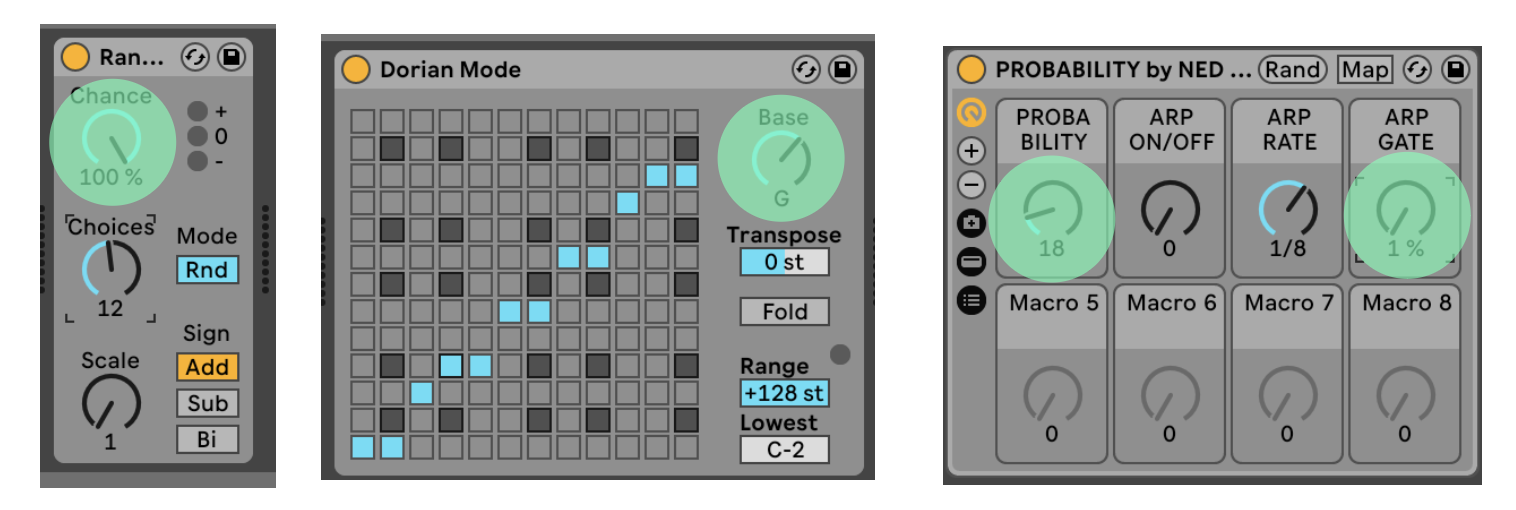 Ran...
Chance
100 %
+
0
-
Choices
12
Mode
Rnd
Sign
Scale
1
Add
Sub
Bi
Dorian Mode
Base
G
Transpose
0 st
Fold
Range
+128 st
Lowest
C-2
PROBABILITY by NED ...
Rand
Map
PROBA
BILITY
18
ARP
ON/OFF
0
ARP
RATE
1/8
ARP
GATE
1 %
Macro 5
0
Macro 6
0
Macro 7
0
Macro 8
0